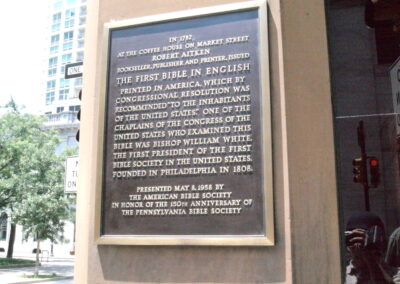 IN 1782
AT THE COFFEE HOUSE ON MARKET STREET
ROBERT AITKEN
BOOKSELLER, PUBLISHER AND PRINTER, ISSUED
THE FIRST BIBLE IN ENGLISH
PRINTED IN AMERICA, WHICH BY
CONGRESSIONAL RESOLUTION WAS
RECOMMENDED "TO THE INHABITANTS
OF THE UNITED STATES." ONE OF THE
CHAPLAINS OF THE CONGRESS OF THE
UNITED STATES WHO EXAMINED THIS
BIBLE WAS BISHOP WILLIAM WHITE,
THE FIRST PRESIDENT OF THE FIRST
BIBLE SOCIETY IN THE UNITED STATES,
FOUNDED IN PHILADELPHIA IN 1808.
PRESENTED MAY 8, 1958 BY
THE AMERICAN BIBLE SOCIETY
IN HONOR OF THE 150TH ANNIVERSARY OF
THE PENNSYLVANIA BIBLE SOCIETY
ONE